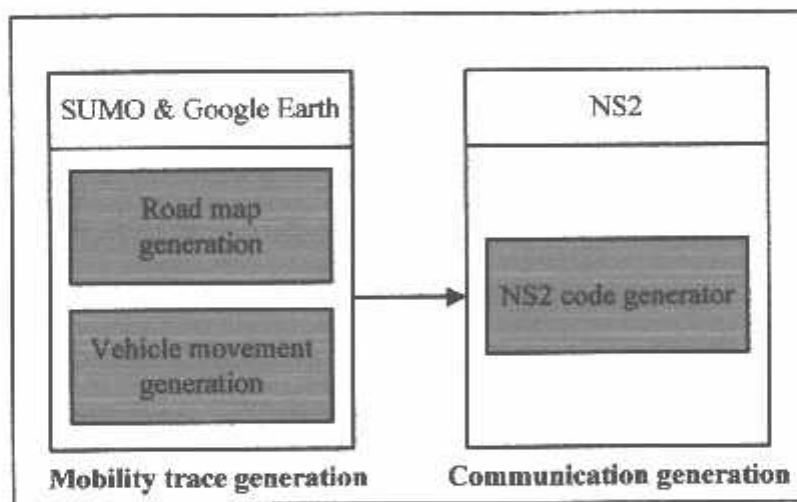 SUMO & Google Earth
Road map
generation
Vehicle movement
generation
Mobility trace generation
NS2
NS2 code generator
Communication generation